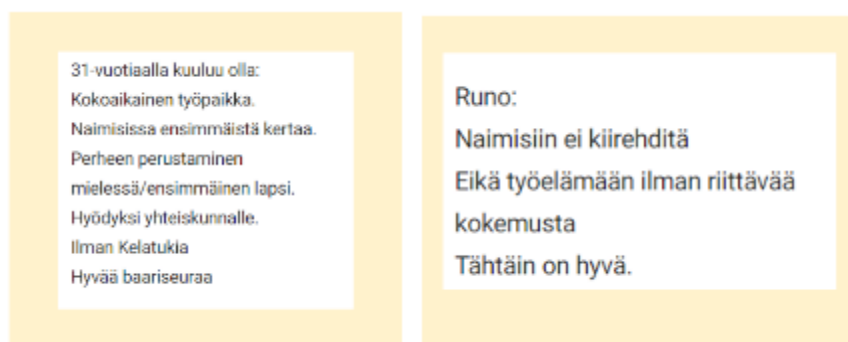 31-vuotiaalla kuuluu olla:
Kokoaikainen työpaikka.
Naimisissa ensimmäistä kertaa.
Perheen perustaminen
mielessä/ensimmäinen lapsi.
Hyödyksi yhteiskunnalle.
Ilman Kelatukia
Hyvää baariseuraa
Runo:
Naimisiin ei kiirehditä
Eikä työelämään ilman riittävää
kokemusta
Tähtäin on hyvä.